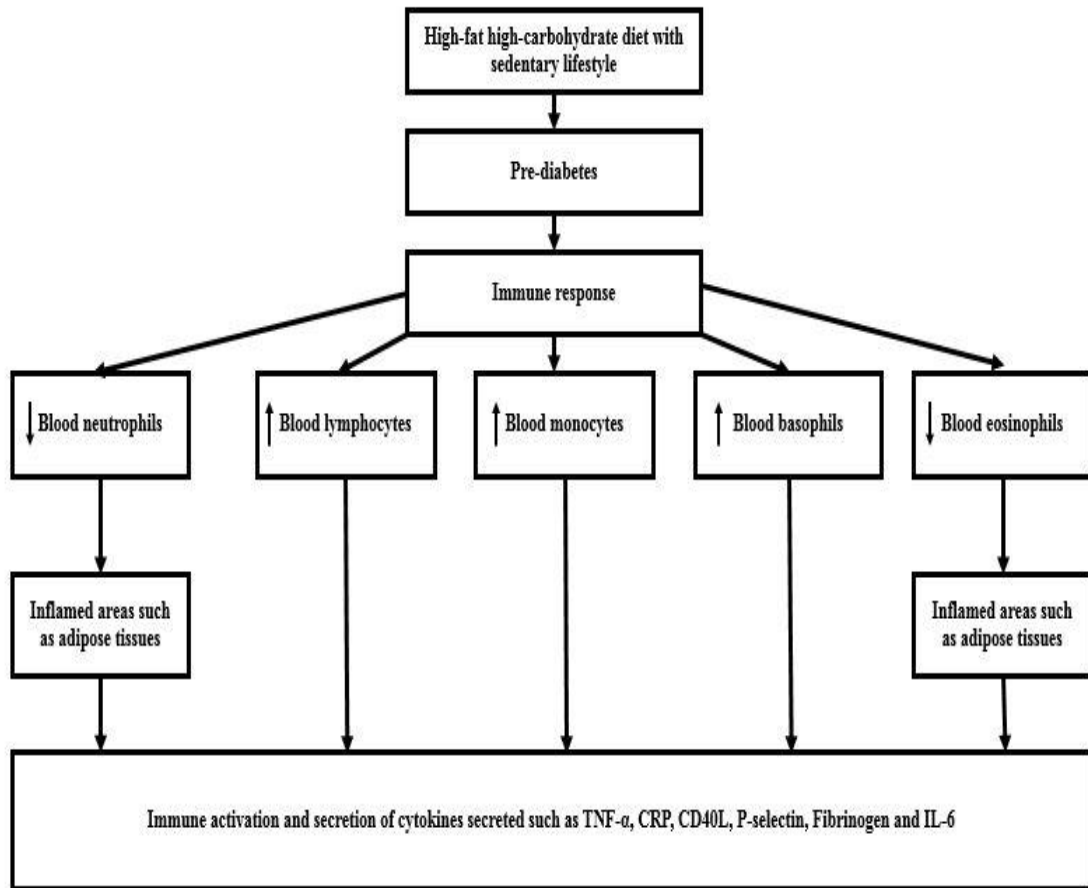 High-fat high-carbohydrate diet with
sedentary lifestyle
Pre-diabetes
Immune response
Blood neutrophils
Blood lymphocytes
Blood monocytes
Blood basophils
Blood eosinophils
Inflamed areas such
as adipose tissues
Inflamed areas such
as adipose tissues
Immune activation and secretion of cytokines secreted such as TNF-α, CRP, CD40L, P-selectin, Fibrinogen and IL-6